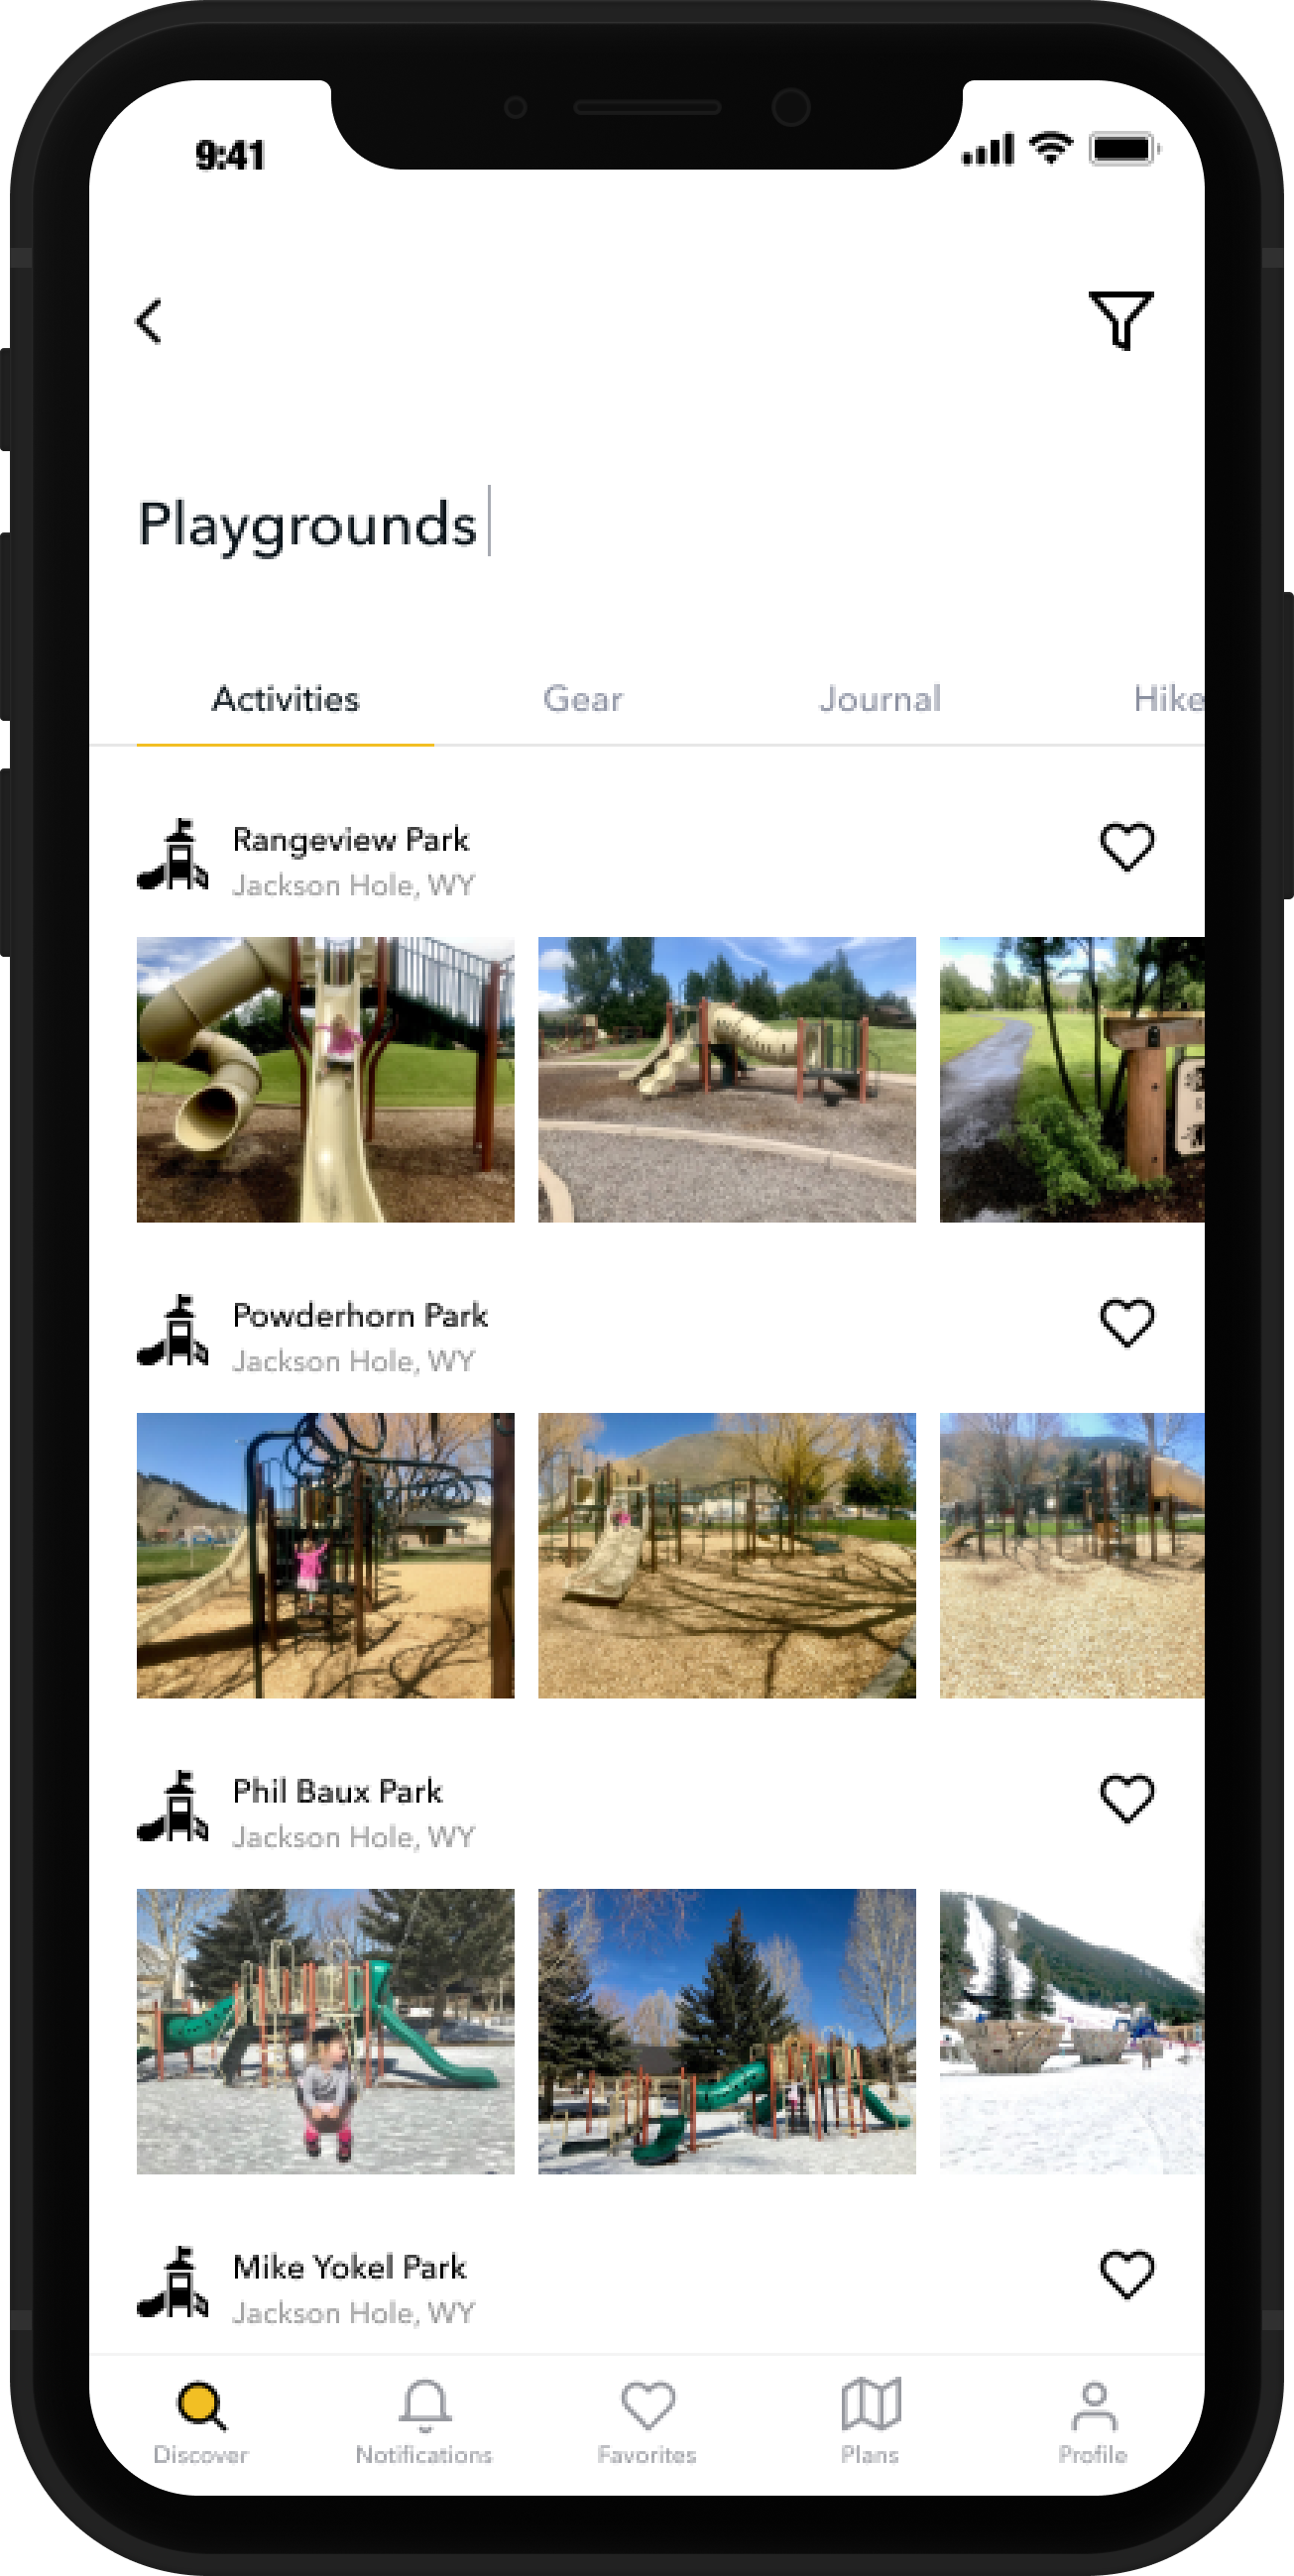 9:41
Playgrounds
Activities Gear Journal Hike
Rangeview Park
Jackson Hole, WY
Powderhorn Park
Jackson Hole, WY
Phil Baux Park
Jackson Hole, WY
Mike Yokel Park
Jackson Hole, WY
Discover Notifications Favorites Plans Profile